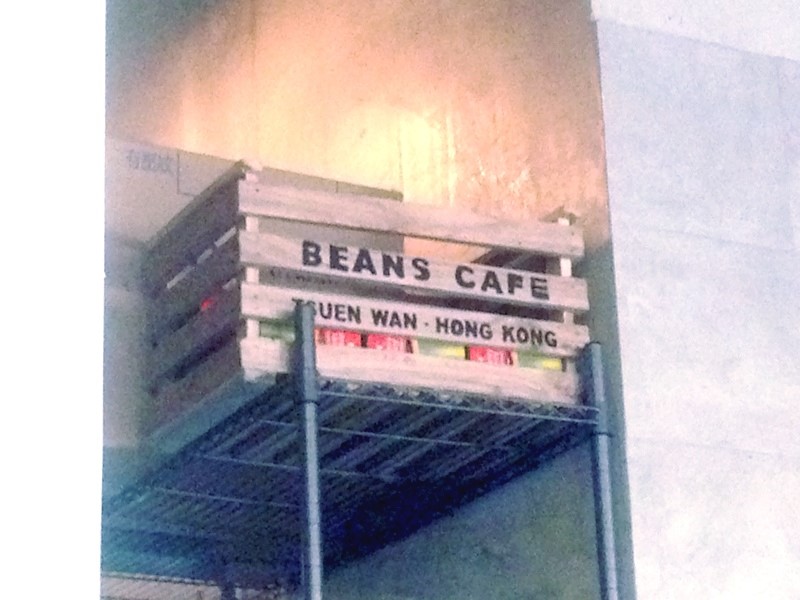 BEANS CAFE
TSUEN WAN - HONG KONG